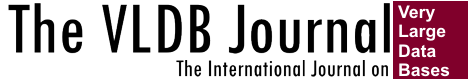 The VLDB Journal
The International Journal on
Very
Large
Data
Bases